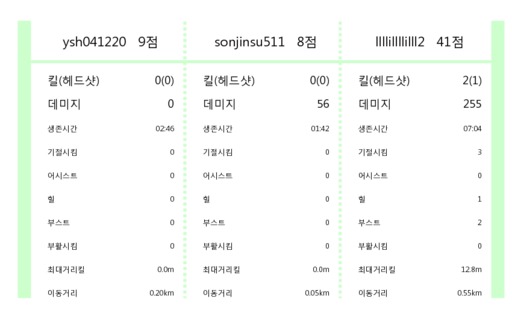 ysh041220 9점 sonjinsu511 8점 llllillllilll2 41점
킬(헤드샷) 0(0) 킬(헤드샷) 0(0) 킬(헤드샷) 2(1)
데미지 0 데미지 56 데미지 255
생존시간 02:46 생존시간 01:42 생존시간 07:04
기절시킴 0 기절시킴 0 기절시킴 3
어시스트 0 어시스트 0 어시스트 0
힐 0 힐 0 힐 1
부스트 0 부스트 0 부스트 2
부활시킴 0 부활시킴 0 부활시킴 0
최대거리킬 0.0m 최대거리킬 0.0m 최대거리킬 12.8m
이동거리 0.20km 이동거리 0.05km 이동거리 0.55km